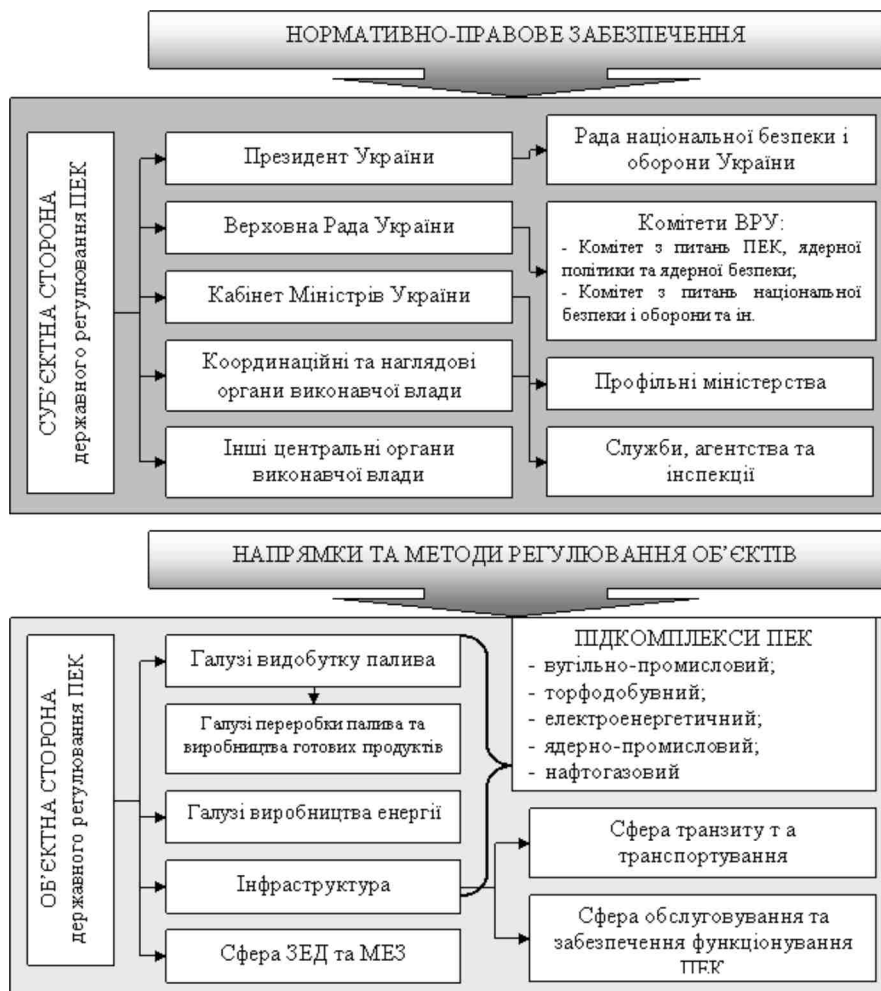 НОРМАТИВНО-ПРАВОВЕ ЗАБЕЗПЕЧЕННЯ
СУБ’ЄКТНА СТОРОНА
державного регулювання ПЕК
Президент України
Рада національної безпеки і
оборони України
Верховна Рада України
Комітети ВРУ:
- Комітет з питань ПЕК, ядерної
політики та ядерної безпеки;
- Комітет з питань національної
безпеки і оборони та ін.
Кабінет Міністрів України
Координаційні та наглядові
органи виконавчої влади
Профільні міністерства
Інші центральні органи
виконавчої влади
Служби, агентства та
інспекції
НАПРЯМКИ ТА МЕТОДИ РЕГУЛЮВАННЯ ОБ’ЄКТІВ
ОБ’ЄКТНА СТОРОНА
державного регулювання ПЕК
Галузі видобутку палива
Галузі переробки палива та
виробництва готових продуктів
Галузі виробництва енергії
Інфраструктура
Сфера ЗЕД та МЕЗ
ПІДКОМПЛЕКСИ ПЕК
- вугільно-промисловий;
- торфодобувний;
- електроенергетичний;
- ядерно-промисловий;
- нафтогазовий
Сфера транзиту т а
транспортування
Сфера обслуговування та
забезпечення функціонування
ПЕК